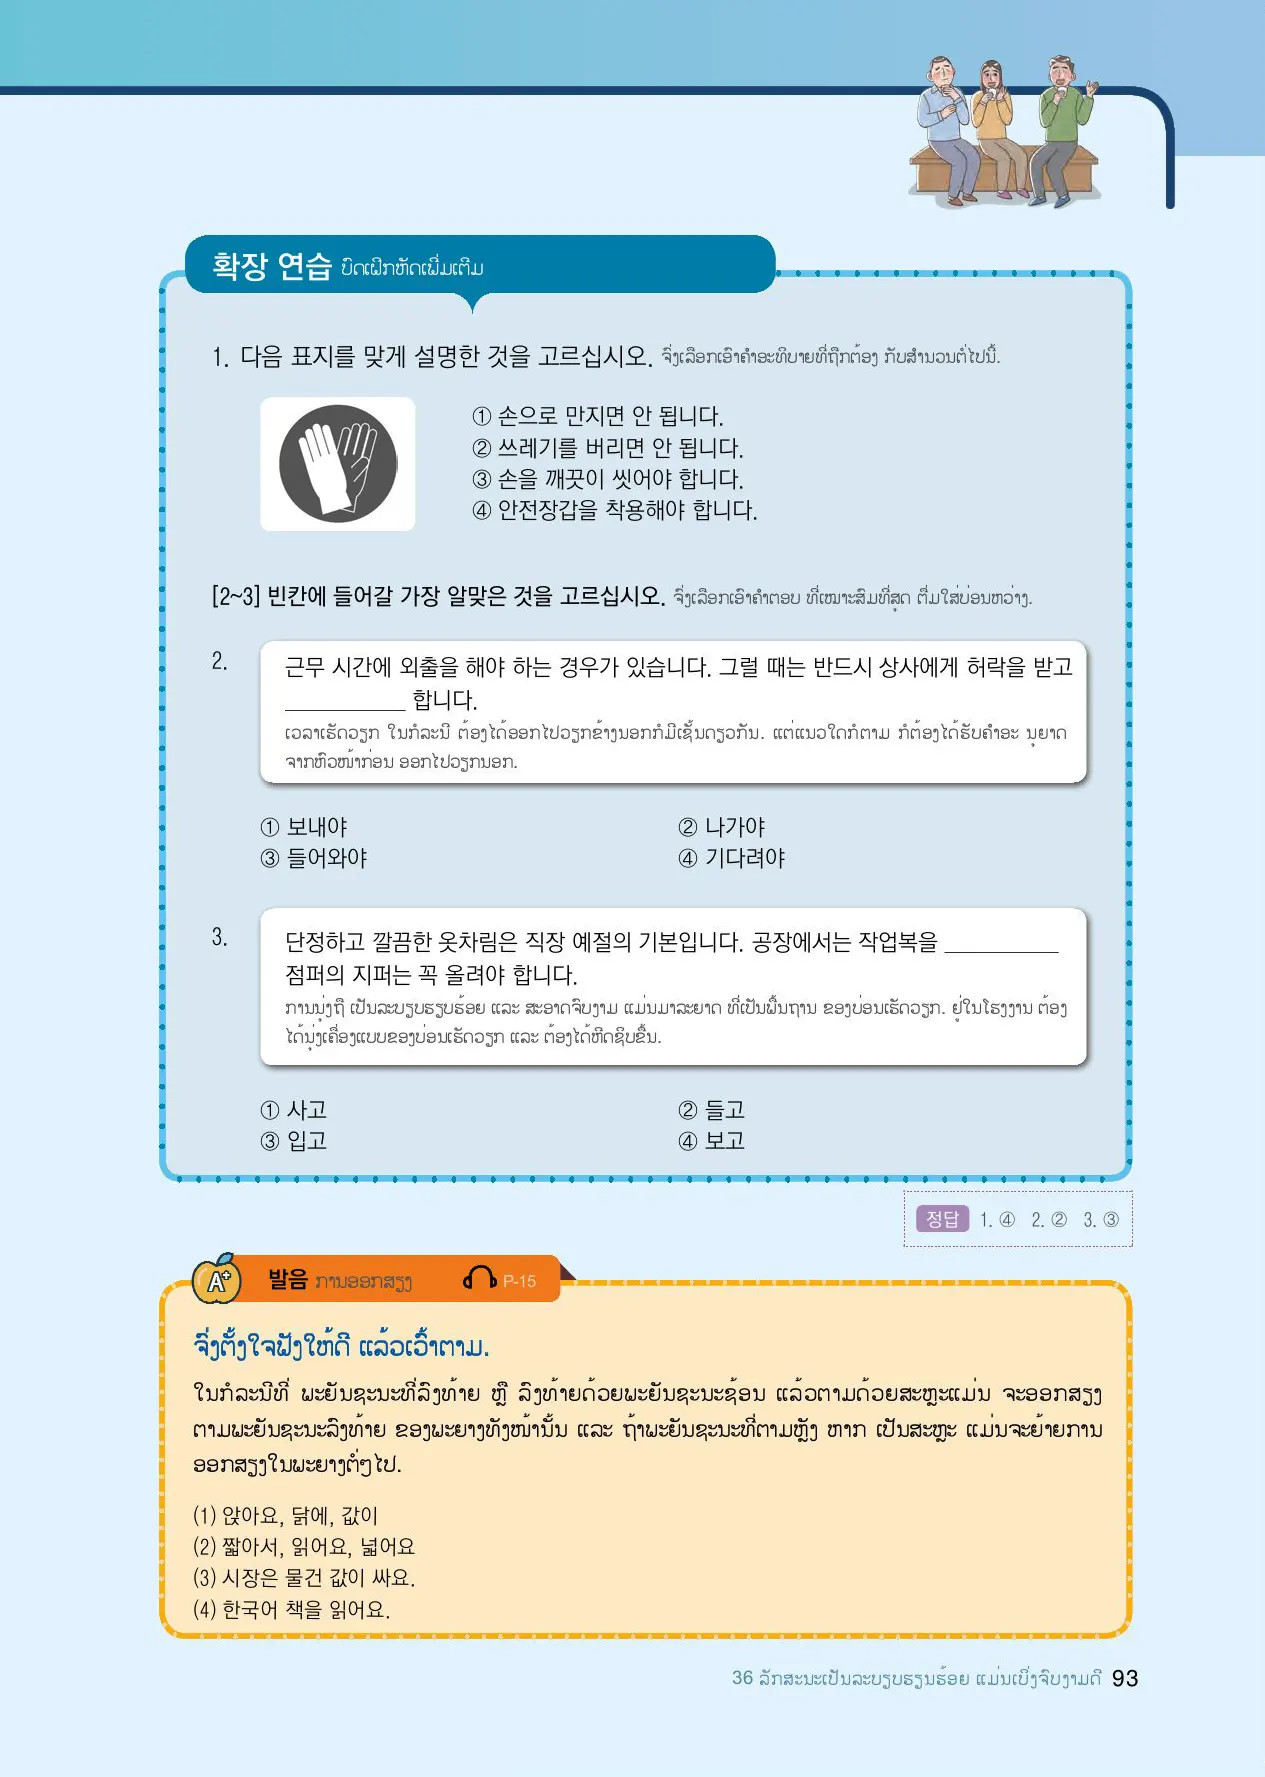 확장 연습 ບົດເຝິກຫັດເພີ່ມເຕີມ
1. 다음 표지를 맞게 설명한 것을 고르십시오. ຈົ່ງເລືອກເອົາຄຳອະທິບາຍທີ່ຖືກຕ້ອງ ກັບສຳນວນຕໍ່ໄປນີ້.
① 손으로 만지면 안 됩니다.
② 쓰레기를 버리면 안 됩니다.
③ 손을 깨끗이 씻어야 합니다.
④ 안전장갑을 착용해야 합니다.
[2~3] 빈칸에 들어갈 가장 알맞은 것을 고르십시오. ຈົ່ງເລືອກເອົາຄຳຕອບ ທີ່ເໝາະສົມທີ່ສຸດ ຕື່ມໃສ່ບ່ອນຫວ່າງ.
2. 근무 시간에 외출을 해야 하는 경우가 있습니다. 그럴 때는 반드시 상사에게 허락을 받고
__________ 합니다.
ເວລາເຮັດວຽກ ໃນກໍລະນີ ຕ້ອງໄດ້ອອກໄປວຽກຂ້າງນອກກໍມີເຊັ້ນດຽວກັນ. ແຕ່ແນວໃດກໍຕາມ ກໍຕ້ອງໄດ້ຮັບຄຳອະ ນຸຍາດ
ຈາກຫົວໜ້າກ່ອນ ອອກໄປວຽກນອກ.
① 보내야 ② 나가야
③ 들어와야 ④ 기다려야
3. 단정하고 깔끔한 옷차림은 직장 예절의 기본입니다. 공장에서는 작업복을 __________
점퍼의 지퍼는 꼭 올려야 합니다.
ການນຸ່ງຖື ເປັນລະບຽບຮຽບຮ້ອຍ ແລະ ສະອາດຈົບງາມ ແມ່ນມາລະຍາດ ທີ່ເປັນພື້ນຖານ ຂອງບ່ອນເຮັດວຽກ. ຢູ່ໃນໂຮງງານ ຕ້ອງ
ໄດ້ນຸ່ງເຄື່ອງແບບຂອງບ່ອນເຮັດວຽກ ແລະ ຕ້ອງໄດ້ຫີດຊິບຂຶ້ນ.
① 사고 ② 들고
③ 입고 ④ 보고
정답 1. ④ 2. ② 3. ③
A+ 발음 ການອອກສຽງ P-15
ຈົ່ງຕັ້ງໃຈຟັງໃຫ້ດີ ແລ້ວເວົ້າຕາມ.
ໃນກໍລະນີທີ່ ພະຍັນຊະນະທີ່ລົງທ້າຍ ຫຼື ລົງທ້າຍດ້ວຍພະຍັນຊະນະຊ້ອນ ແລ້ວຕາມດ້ວຍສະຫຼະແມ່ນ ຈະອອກສຽງ
ຕາມພະຍັນຊະນະລົງທ້າຍ ຂອງພະຍາງທັງໜ້ານັ້ນ ແລະ ຖ້າພະຍັນຊະນະທີ່ຕາມຫຼັງ ຫາກ ເປັນສະຫຼະ ແມ່ນຈະຍ້າຍການ
ອອກສຽງໃນພະຍາງຕໍ່ໆໄປ.
(1) 앉아요, 닭에, 값이
(2) 짧아서, 읽어요, 넓어요
(3) 시장은 물건 값이 싸요.
(4) 한국어 책을 읽어요.
36 ລັກສະນະເປັນລະບຽບຮຽນຮ້ອຍ ແມ່ນເບິ່ງຈົບງາມດີ 93